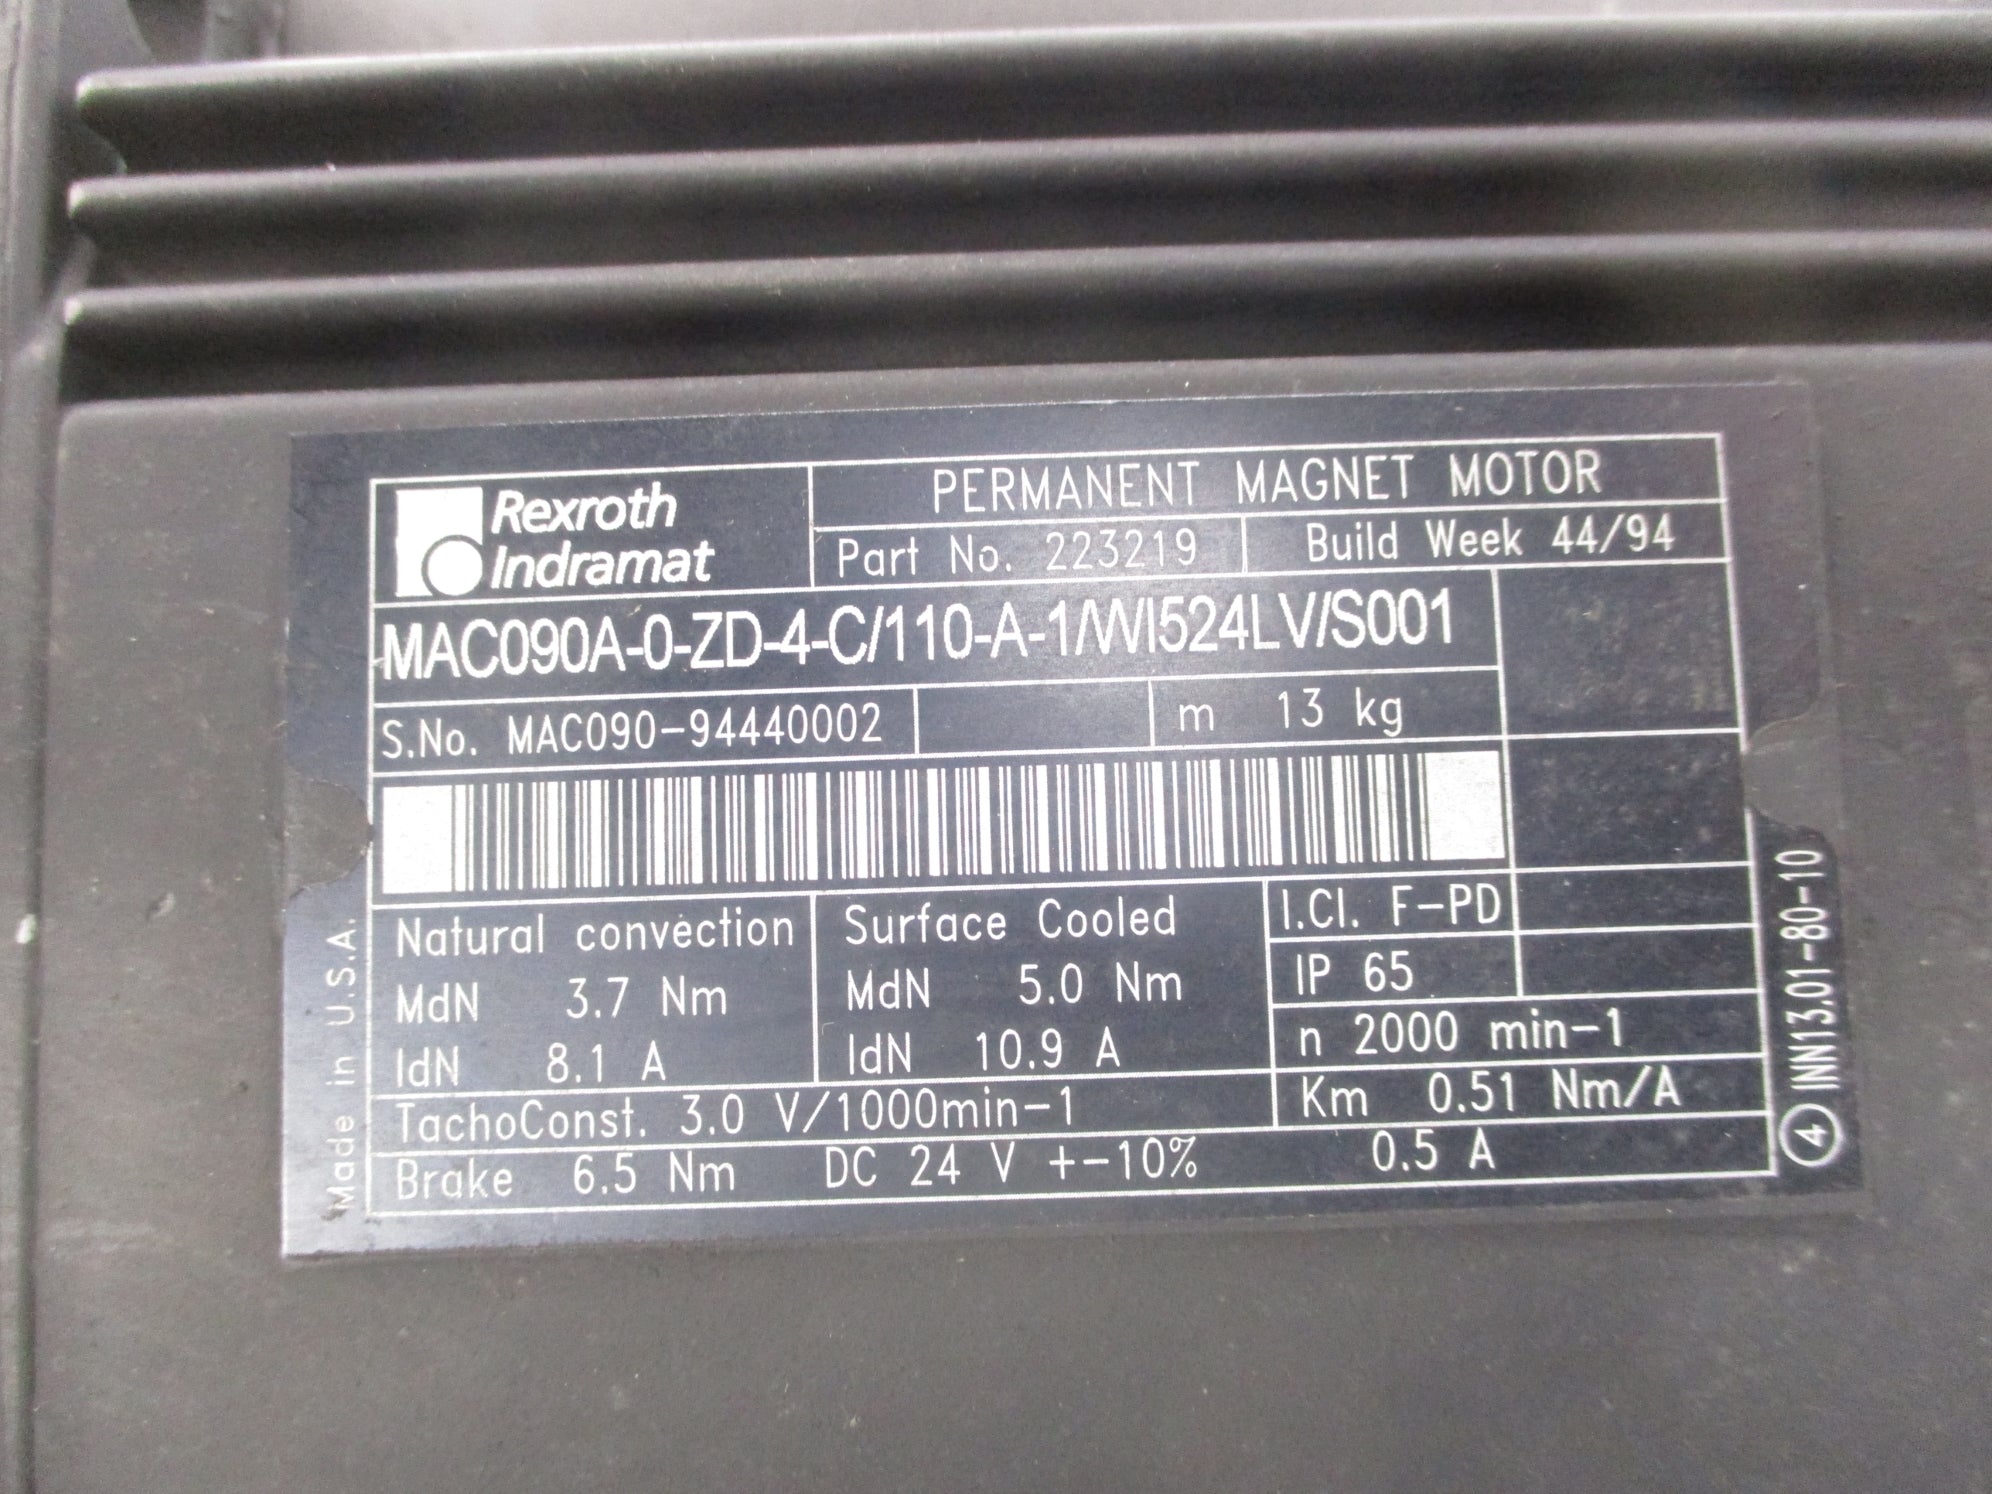 Rexroth
Indramat
PERMANENT MAGNET MOTOR
Part No. 223219
Build Week 44/94
MAC090A-0-ZD-4-C/110-A-1/WI524LV/S001
S.No. MAC090-94440002
m 13 kg
Natural convection
MdN 3.7 Nm
IdN 8.1 A
Surface Cooled
MdN 5.0 Nm
IdN 10.9 A
I.Cl. F-PD
IP 65
n 2000 min-1
TachoConst. 3.0 V/1000min-1
Km 0.51 Nm/A
Brake 6.5 Nm DC 24 V +-10% 0.5 A
Made in U.S.A.
4 INN13.01-80-10